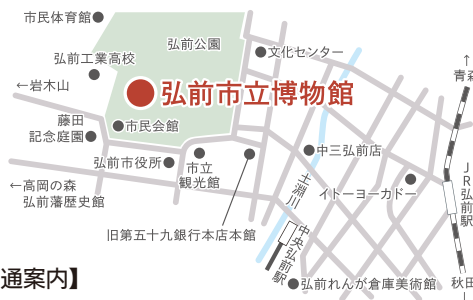 市民体育館
弘前公園
文化センター
弘前工業高校
←岩木山
弘前市立博物館
↑
青森
藤田
記念庭園
市民会館
弘前市役所
市立
観光館
中三弘前店
イトーヨーカドー
JR弘前駅
土淵川
←高岡の森
弘前藩歴史館
旧第五十九銀行本店本館
中央弘前駅
弘前れんが倉庫美術館
秋田
↓
通案内】